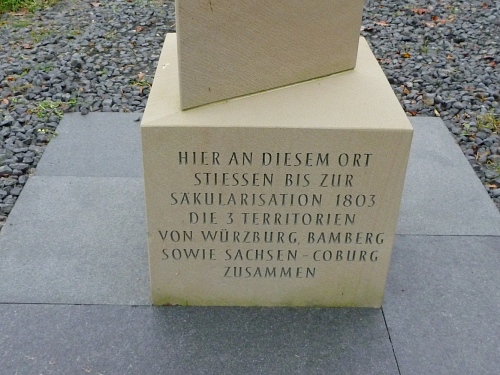 HIER AN DIESEM ORT
STIESSEN BIS ZUR
SÄKULARISATION 1803
DIE 3 TERRITORIEN
VON WÜRZBURG, BAMBERG
SOWIE SACHSEN-COBURG
ZUSAMMEN